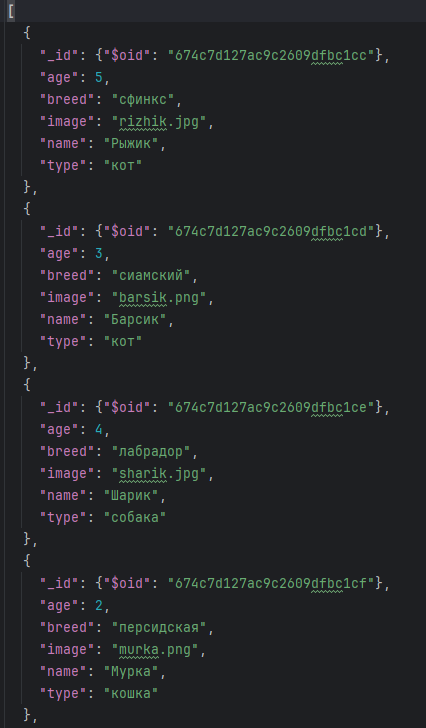 [
{
"_id": {"$oid": "674c7d127ac9c2609dfbc1cc"},
"age": 5,
"breed": "сфинкс",
"image": "rizhik.jpg",
"name": "Рыжик",
"type": "кот"
},
{
"_id": {"$oid": "674c7d127ac9c2609dfbc1cd"},
"age": 3,
"breed": "сиамский",
"image": "barsik.png",
"name": "Барсик",
"type": "кот"
},
{
"_id": {"$oid": "674c7d127ac9c2609dfbc1ce"},
"age": 4,
"breed": "лабрадор",
"image": "sharik.jpg",
"name": "Шарик",
"type": "собака"
},
{
"_id": {"$oid": "674c7d127ac9c2609dfbc1cf"},
"age": 2,
"breed": "персидская",
"image": "murka.png",
"name": "Мурка",
"type": "кошка"
},